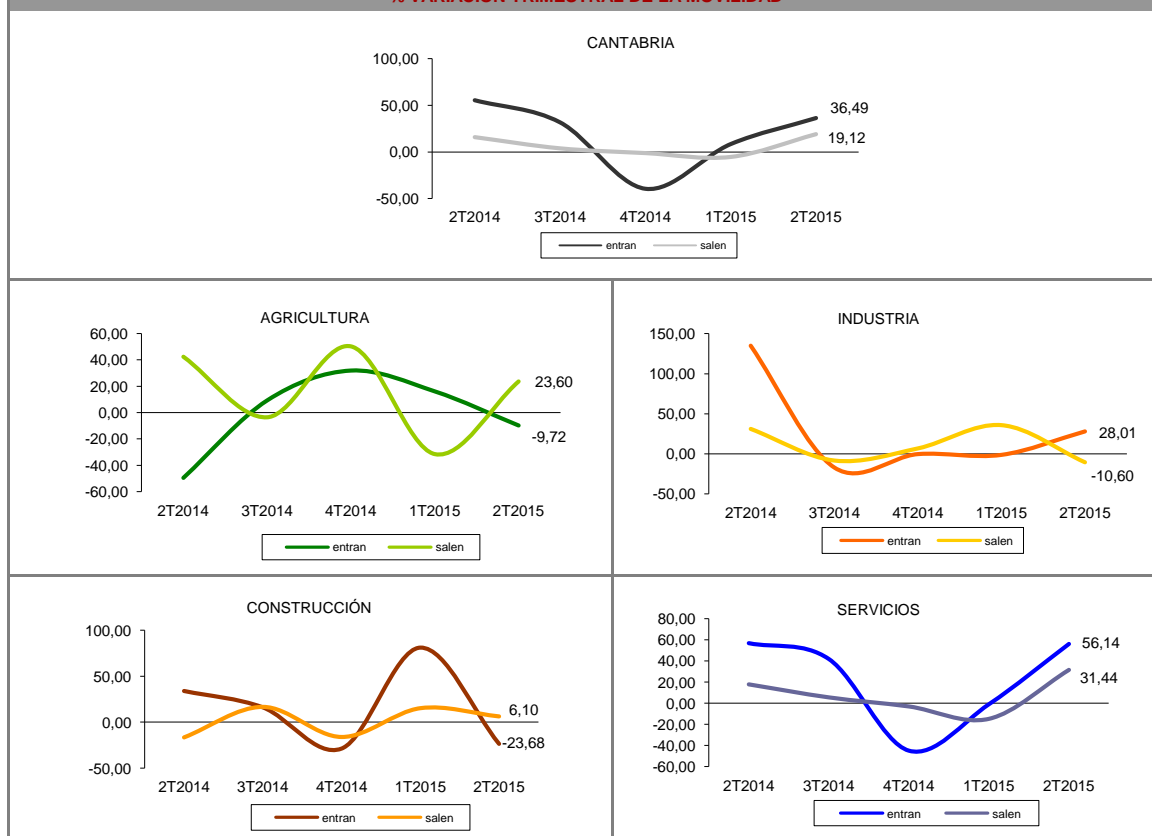 % VARIACIÓN TRIMESTRAL DE LA MOVILIDAD
CANTABRIA
100,00
50,00
0,00
-50,00
36,49
19,12
2T2014 3T2014 4T2014 1T2015 2T2015
entran salen
AGRICULTURA
60,00
40,00
20,00
0,00
-20,00
-40,00
-60,00
23,60
-9,72
2T2014 3T2014 4T2014 1T2015 2T2015
entran salen
INDUSTRIA
150,00
100,00
50,00
0,00
-50,00
28,01
-10,60
2T2014 3T2014 4T2014 1T2015 2T2015
entran salen
CONSTRUCCIÓN
100,00
50,00
0,00
-50,00
6,10
-23,68
2T2014 3T2014 4T2014 1T2015 2T2015
entran salen
SERVICIOS
80,00
60,00
40,00
20,00
0,00
-20,00
-40,00
-60,00
56,14
31,44
2T2014 3T2014 4T2014 1T2015 2T2015
entran salen